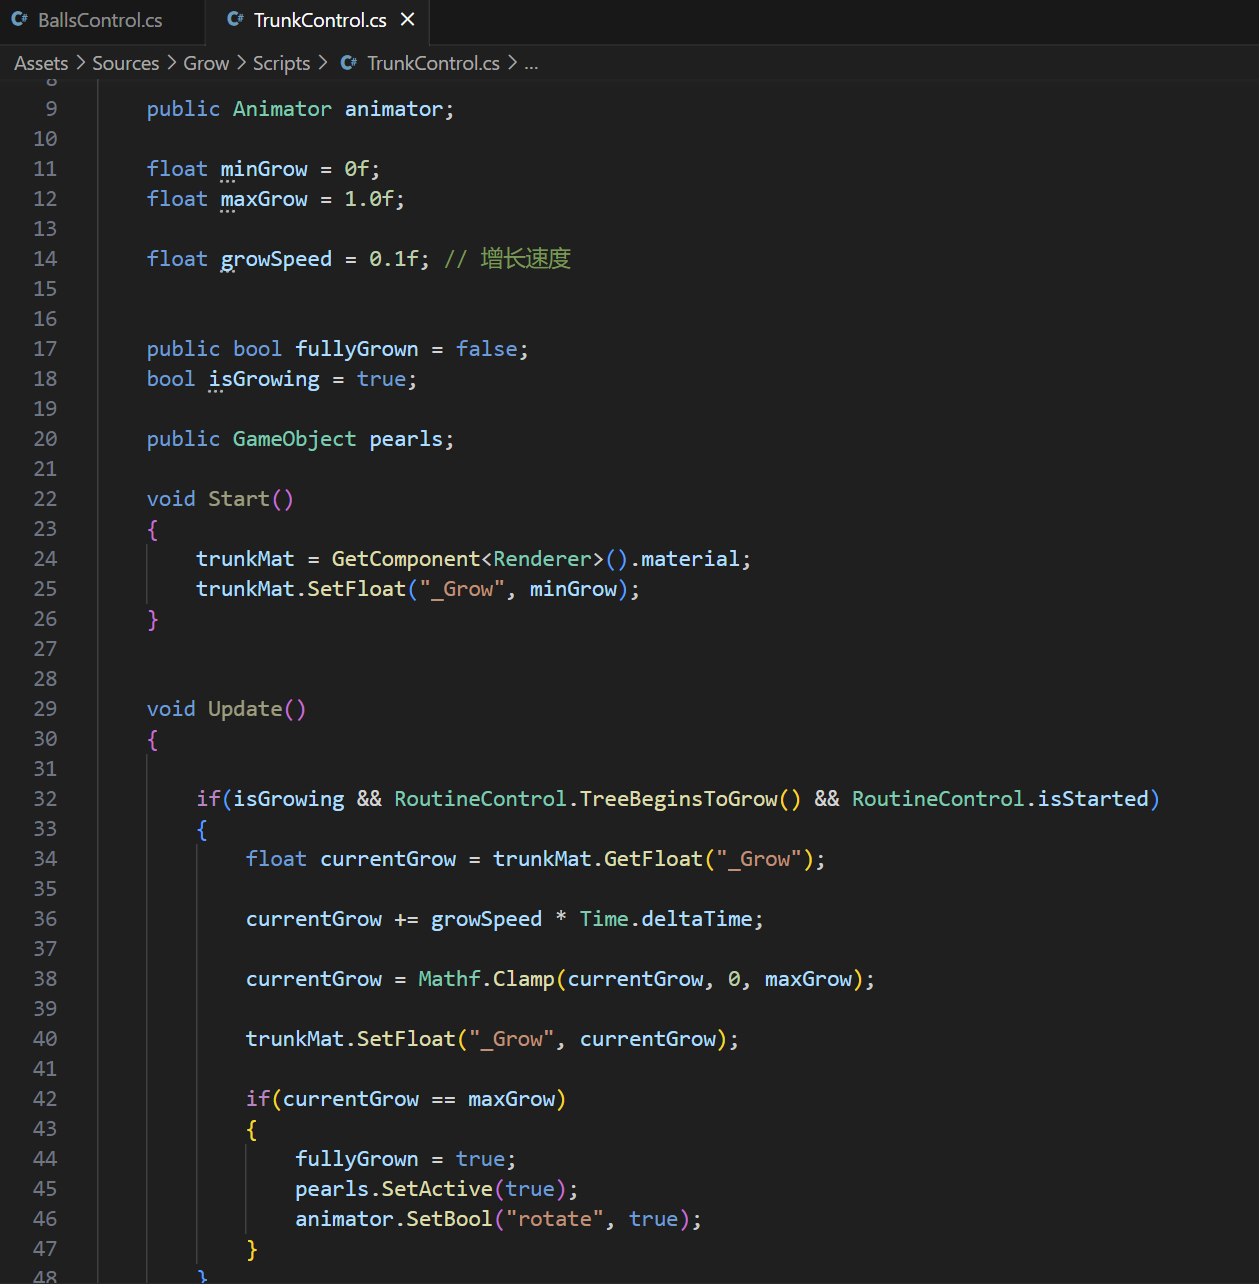 C# BallsControl.cs
C# TrunkControl.cs ×
Assets > Sources > Grow > Scripts > C# TrunkControl.cs > ...
8
9 public Animator animator;
10
11 float minGrow = 0f;
12 float maxGrow = 1.0f;
13
14 float growSpeed = 0.1f; // 增长速度
15
16
17 public bool fullyGrown = false;
18 bool isGrowing = true;
19
20 public GameObject pearls;
21
22 void Start()
23 {
24 trunkMat = GetComponent<Renderer>().material;
25 trunkMat.SetFloat("_Grow", minGrow);
26 }
27
28
29 void Update()
30 {
31
32 if(isGrowing && RoutineControl.TreeBeginsToGrow() && RoutineControl.isStarted)
33 {
34 float currentGrow = trunkMat.GetFloat("_Grow");
35
36 currentGrow += growSpeed * Time.deltaTime;
37
38 currentGrow = Mathf.Clamp(currentGrow, 0, maxGrow);
39
40 trunkMat.SetFloat("_Grow", currentGrow);
41
42 if(currentGrow == maxGrow)
43 {
44 fullyGrown = true;
45 pearls.SetActive(true);
46 animator.SetBool("rotate", true);
47 }
48 }